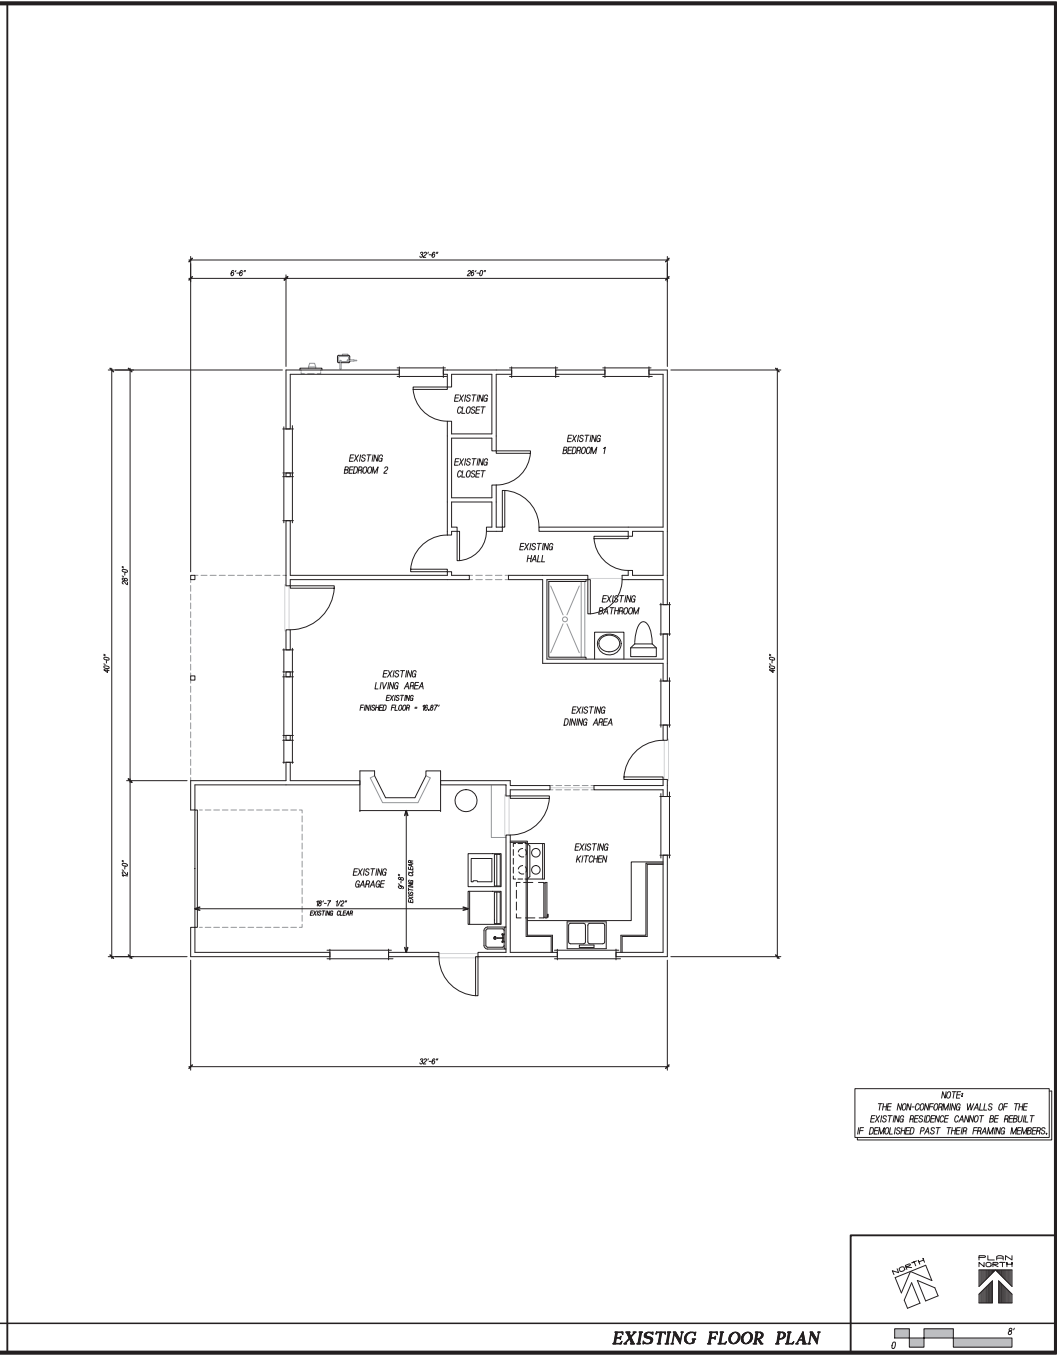 32'-6"
6'-6"
26'-0"
EXISTING
CLOSET
EXISTING
BEDROOM 1
EXISTING
BEDROOM 2
EXISTING
CLOSET
EXISTING
HALL
28'-0"
EXISTING
BATHROOM
40'-0"
40'-0"
EXISTING
LIVING AREA
EXISTING
FINISHED FLOOR = 16.67'
EXISTING
DINING AREA
EXISTING
KITCHEN
12'-0"
EXISTING
GARAGE
9'-8"
EXISTING CLEAR
18'-7 1/2"
EXISTING CLEAR
32'-6"
NOTE:
THE NON-CONFORMING WALLS OF THE
EXISTING RESIDENCE CANNOT BE REBUILT
IF DEMOLISHED PAST THEIR FRAMING MEMBERS.
NORTH
PLAN
NORTH
EXISTING FLOOR PLAN
0
8'